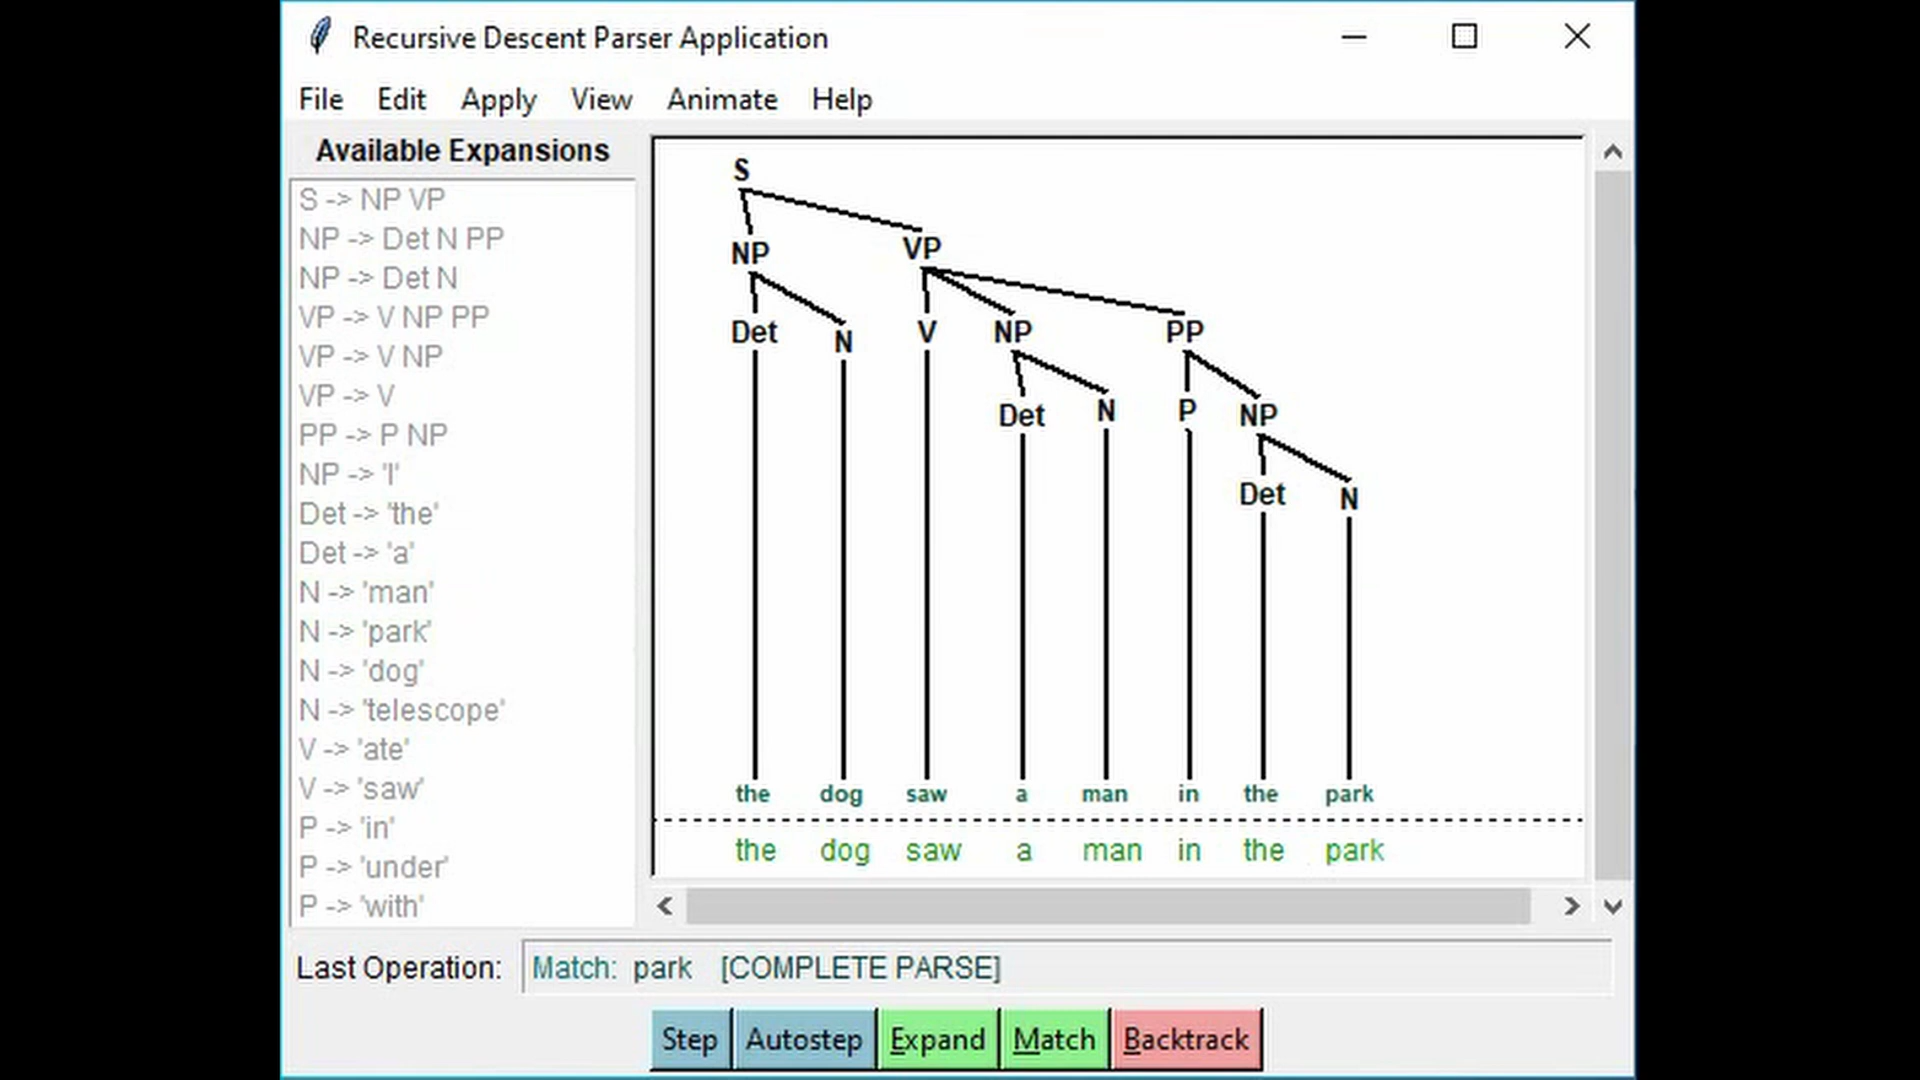 Recursive Descent Parser Application
File Edit Apply View Animate Help
Available Expansions
S -> NP VP
NP -> Det N PP
NP -> Det N
VP -> V NP PP
VP -> V NP
VP -> V
PP -> P NP
NP -> 'I'
Det -> 'the'
Det -> 'a'
N -> 'man'
N -> 'park'
N -> 'dog'
N -> 'telescope'
V -> 'ate'
V -> 'saw'
P -> 'in'
P -> 'under'
P -> 'with'
S
NP VP
Det N V NP PP
Det N P NP
Det N
the dog saw a man in the park
the dog saw a man in the park
Last Operation: Match: park [COMPLETE PARSE]
Step Autostep Expand Match Backtrack